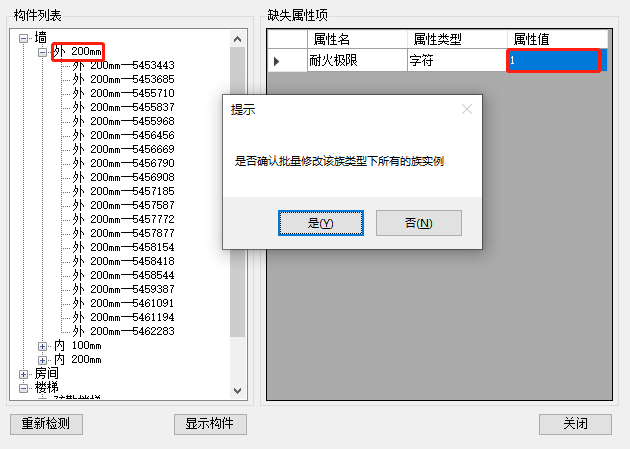 构件列表
墙
外 200mm
外 200mm—5453443
外 200mm—5453685
外 200mm—5455710
外 200mm—5455837
外 200mm—5455968
外 200mm—5456456
外 200mm—5456669
外 200mm—5456790
外 200mm—5456908
外 200mm—5457185
外 200mm—5457587
外 200mm—5457772
外 200mm—5457877
外 200mm—5458154
外 200mm—5458418
外 200mm—5458544
外 200mm—5459387
外 200mm—5461091
外 200mm—5461194
外 200mm—5462283
内 100mm
内 200mm
房间
楼梯
重新检测
显示构件
缺失属性项
属性名 属性类型 属性值
耐火极限 字符 1
提示
是否确认批量修改该族类型下所有的族实例
是(Y) 否(N)
关闭